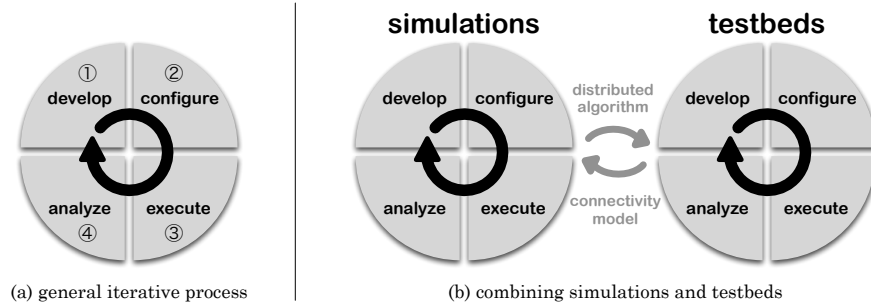 ① ②
develop configure
analyze execute
④ ③
(a) general iterative process
simulations testbeds
develop configure
analyze execute
distributed
algorithm
connectivity
model
develop configure
analyze execute
(b) combining simulations and testbeds